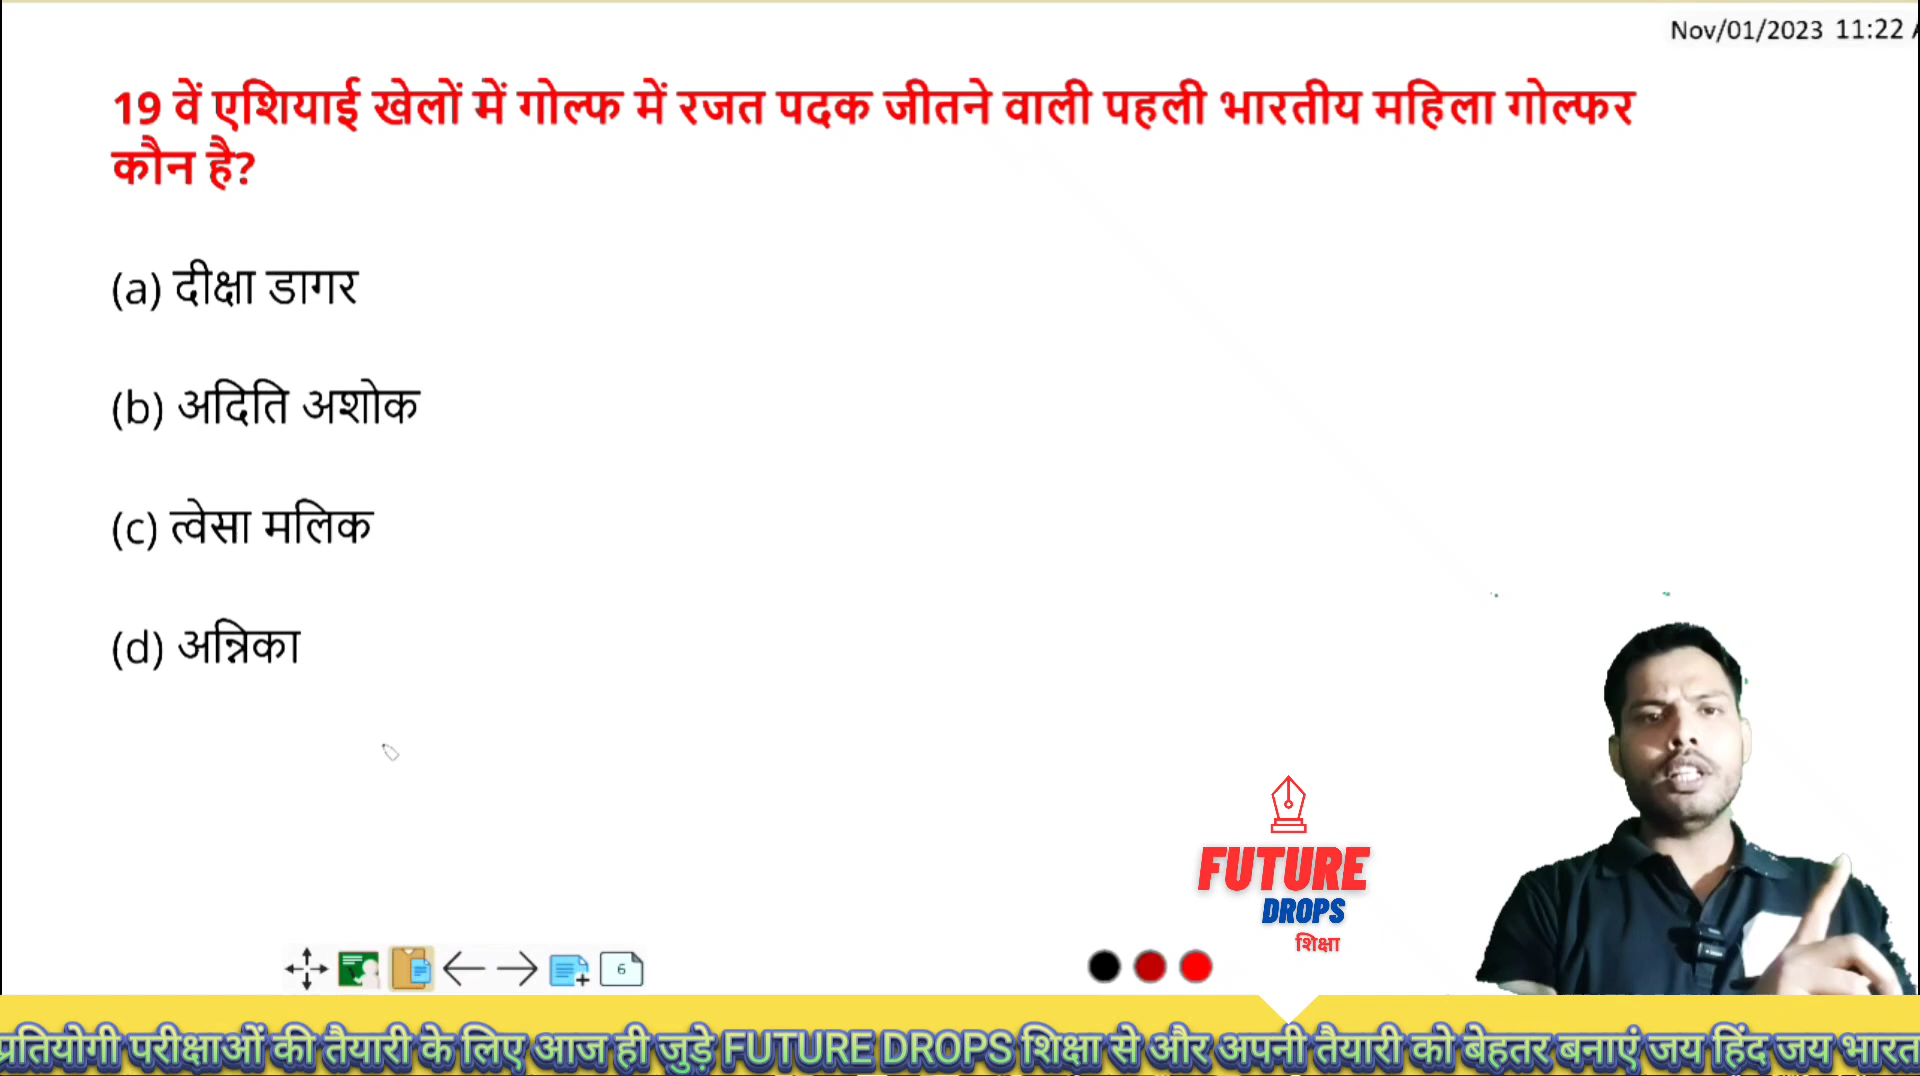 Nov/01/2023 11:22
19 वें एशियाई खेलों में गोल्फ में रजत पदक जीतने वाली पहली भारतीय महिला गोल्फर
कौन है?
(a) दीक्षा डागर
(b) अदिति अशोक
(c) त्वेसा मलिक
(d) अन्निका
FUTURE
DROPS
शिक्षा
6
प्रतियोगी परीक्षाओं की तैयारी के लिए आज ही जुड़े FUTURE DROPS शिक्षा से और अपनी तैयारी को बेहतर बनाएं जय हिंद जय भारत